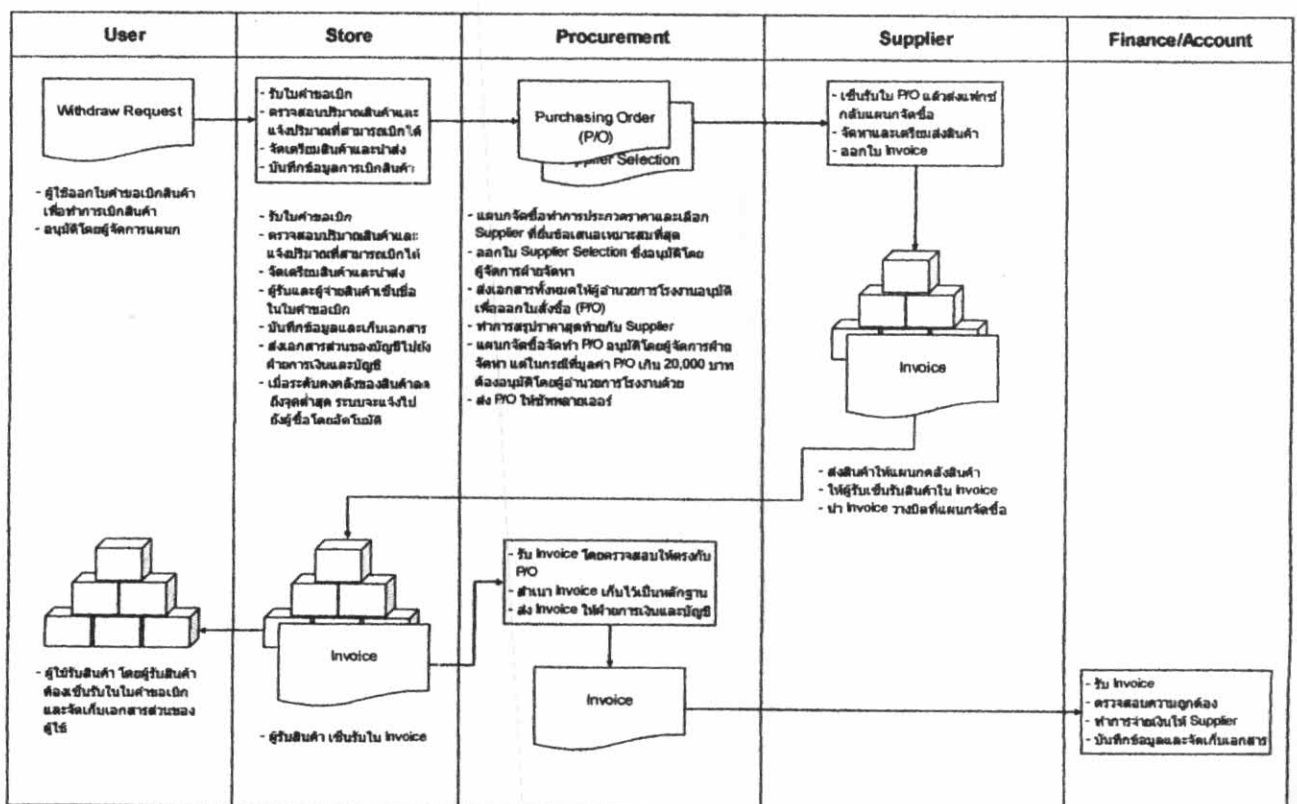 User
Store
Procurement
Supplier
Finance/Account
Withdraw Request
- ผู้ใช้ออกใบคำขอเบิกสินค้า
เพื่อทำการเบิกสินค้า
- อนุมัติโดยผู้จัดการแผนก
- รับใบคำขอเบิก
- ตรวจสอบปริมาณสินค้าและ
แจ้งปริมาณที่สามารถเบิกได้
- จัดเตรียมสินค้าและนำส่ง
- บันทึกข้อมูลการเบิกสินค้า
- รับใบคำขอเบิก
- ตรวจสอบปริมาณสินค้าและ
แจ้งปริมาณที่สามารถเบิกได้
- จัดเตรียมสินค้าและนำส่ง
- ผู้รับและผู้จ่ายสินค้าเซ็นชื่อ
ในใบคำขอเบิก
- บันทึกข้อมูลและเก็บเอกสาร
- ส่งเอกสารส่วนของบัญชีไปยัง
ฝ่ายการเงินและบัญชี
- เมื่อระดับคงคลังของสินค้าลด
ถึงจุดต่ำสุด ระบบจะแจ้งไป
ยังผู้ซื้อโดยอัตโนมัติ
Purchasing Order
(P/O)
Selection
- แผนกจัดซื้อทำการประกวดราคาและเลือก
Supplier ที่ยื่นข้อเสนอเหมาะสมที่สุด
- ออกใบ Supplier Selection ซึ่งอนุมัติโดย
ผู้จัดการฝ่ายจัดหา
- ส่งเอกสารทั้งหมดให้ผู้อำนวยการโรงงานอนุมัติ
เพื่อออกใบสั่งซื้อ (P/O)
- ทำการสรุปราคาสุดท้ายกับ Supplier
- แผนกจัดซื้อจัดทำ P/O อนุมัติโดยผู้จัดการฝ่าย
จัดหา แต่ในกรณีที่มูลค่า P/O เกิน 20,000 บาท
ต้องอนุมัติโดยผู้อำนวยการโรงงานด้วย
- ส่ง P/O ให้ซัพพลายเออร์
- เซ็นรับใบ P/O แล้วส่งแฟกซ์
กลับแผนกจัดซื้อ
- จัดหาและเตรียมส่งสินค้า
- ออกใบ Invoice
Invoice
- ส่งสินค้าให้แผนกคลังสินค้า
- ให้ผู้รับเซ็นรับสินค้าใน Invoice
- นำ Invoice วางบิลที่แผนกจัดซื้อ
- ผู้ใช้รับสินค้า โดยผู้รับสินค้า
ต้องเซ็นรับในใบคำขอเบิก
และจัดเก็บเอกสารส่วนของ
ผู้ใช้
Invoice
- ผู้รับสินค้า เซ็นรับใน Invoice
- รับ Invoice โดยตรวจสอบให้ตรงกับ
P/O
- สำเนา Invoice เก็บไว้เป็นหลักฐาน
- ส่ง Invoice ให้ฝ่ายการเงินและบัญชี
Invoice
- รับ Invoice
- ตรวจสอบความถูกต้อง
- ทำการจ่ายเงินให้ Supplier
- บันทึกข้อมูลและจัดเก็บเอกสาร